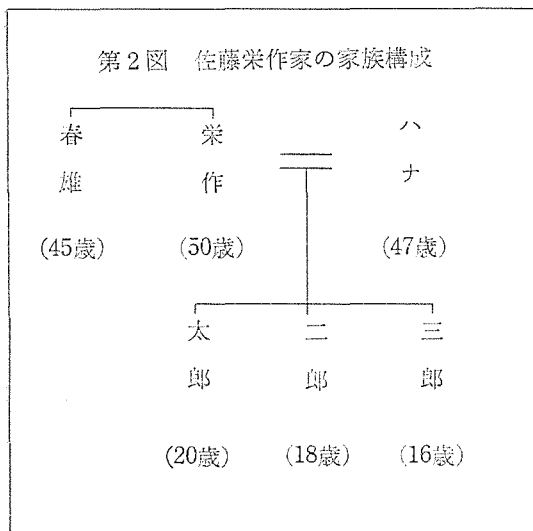 第2図 佐藤栄作家の家族構成
春雄 栄作 ハナ
(45歳) (50歳) (47歳)
太郎 二郎 三郎
(20歳) (18歳) (16歳)